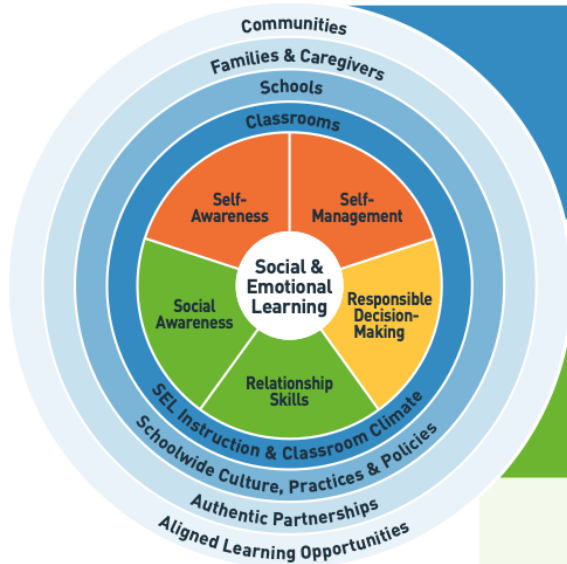 Communities
Families & Caregivers
Schools
Classrooms
Self-
Awareness
Self-
Management
Social &
Emotional
Learning
Social
Awareness
Responsible
Decision-
Making
Relationship
Skills
SEL Instruction & Classroom Climate
Schoolwide Culture, Practices & Policies
Authentic Partnerships
Aligned Learning Opportunities